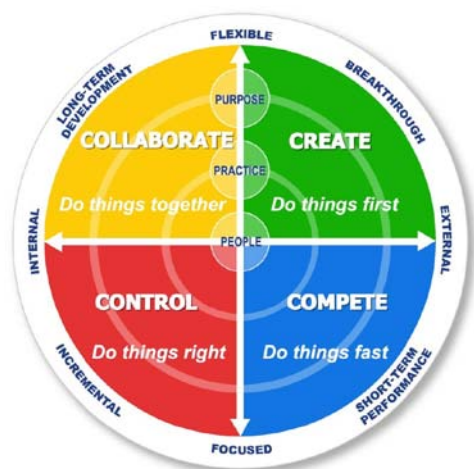 FLEXIBLE
LONG-TERM
DEVELOPMENT
BREAKTHROUGH
PURPOSE
COLLABORATE
CREATE
PRACTICE
Do things together
Do things first
INTERNAL
PEOPLE
EXTERNAL
CONTROL
COMPETE
Do things right
Do things fast
INCREMENTAL
SHORT-TERM
PERFORMANCE
FOCUSED